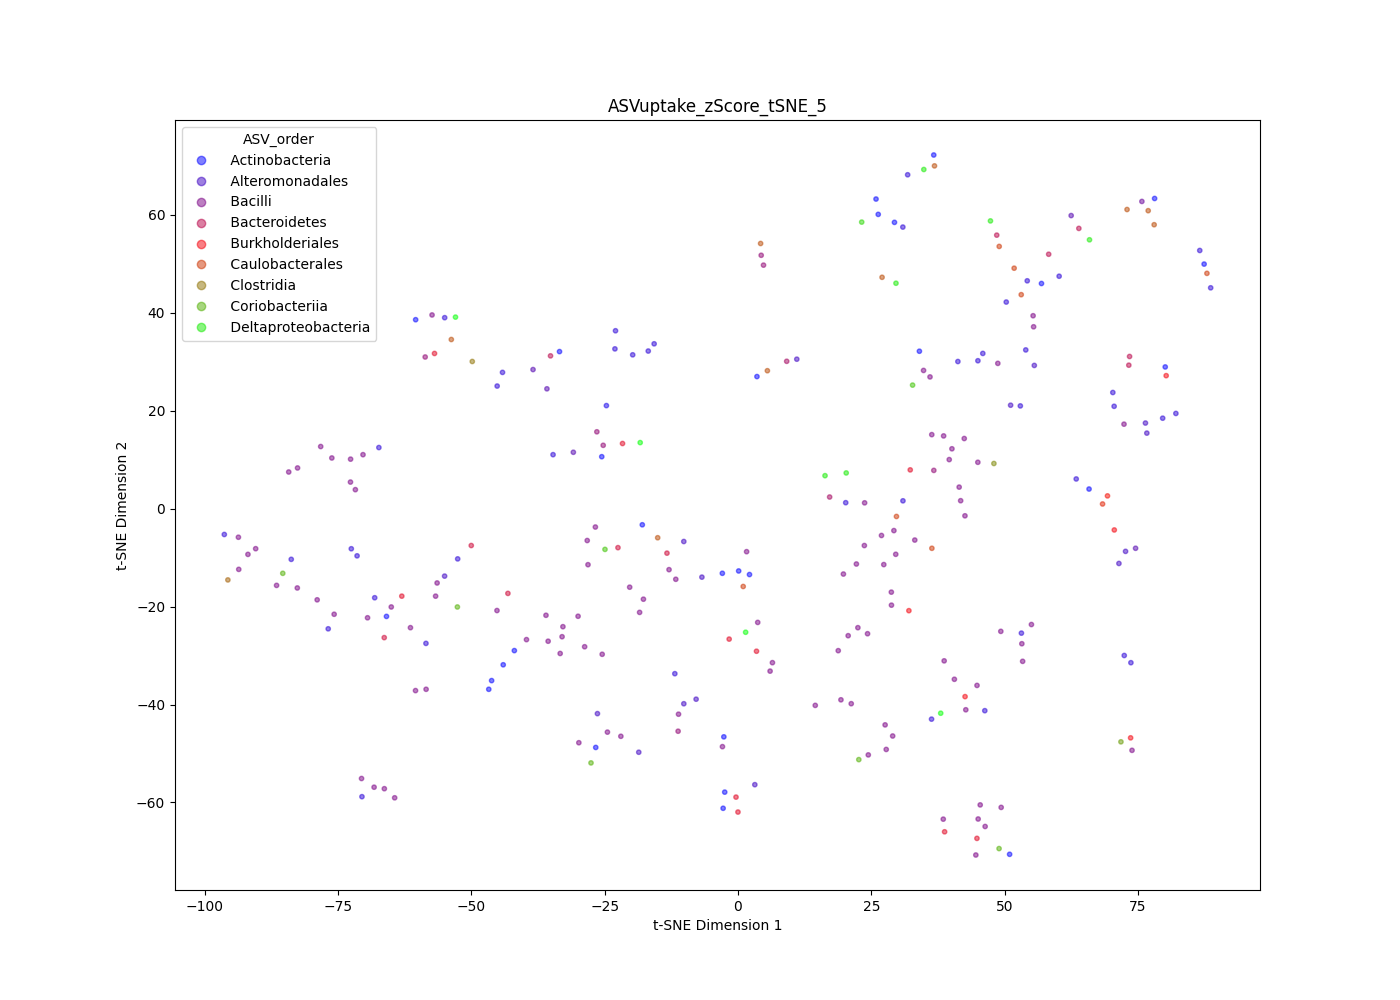 ASVuptake_zScore_tSNE_5
ASV_order
Actinobacteria
Alteromonadales
Bacilli
Bacteroidetes
Burkholderiales
Caulobacterales
Clostridia
Coriobacteriia
Deltaproteobacteria
60
40
20
0
−20
−40
−60
t-SNE Dimension 2
−100 −75 −50 −25 0 25 50 75
t-SNE Dimension 1